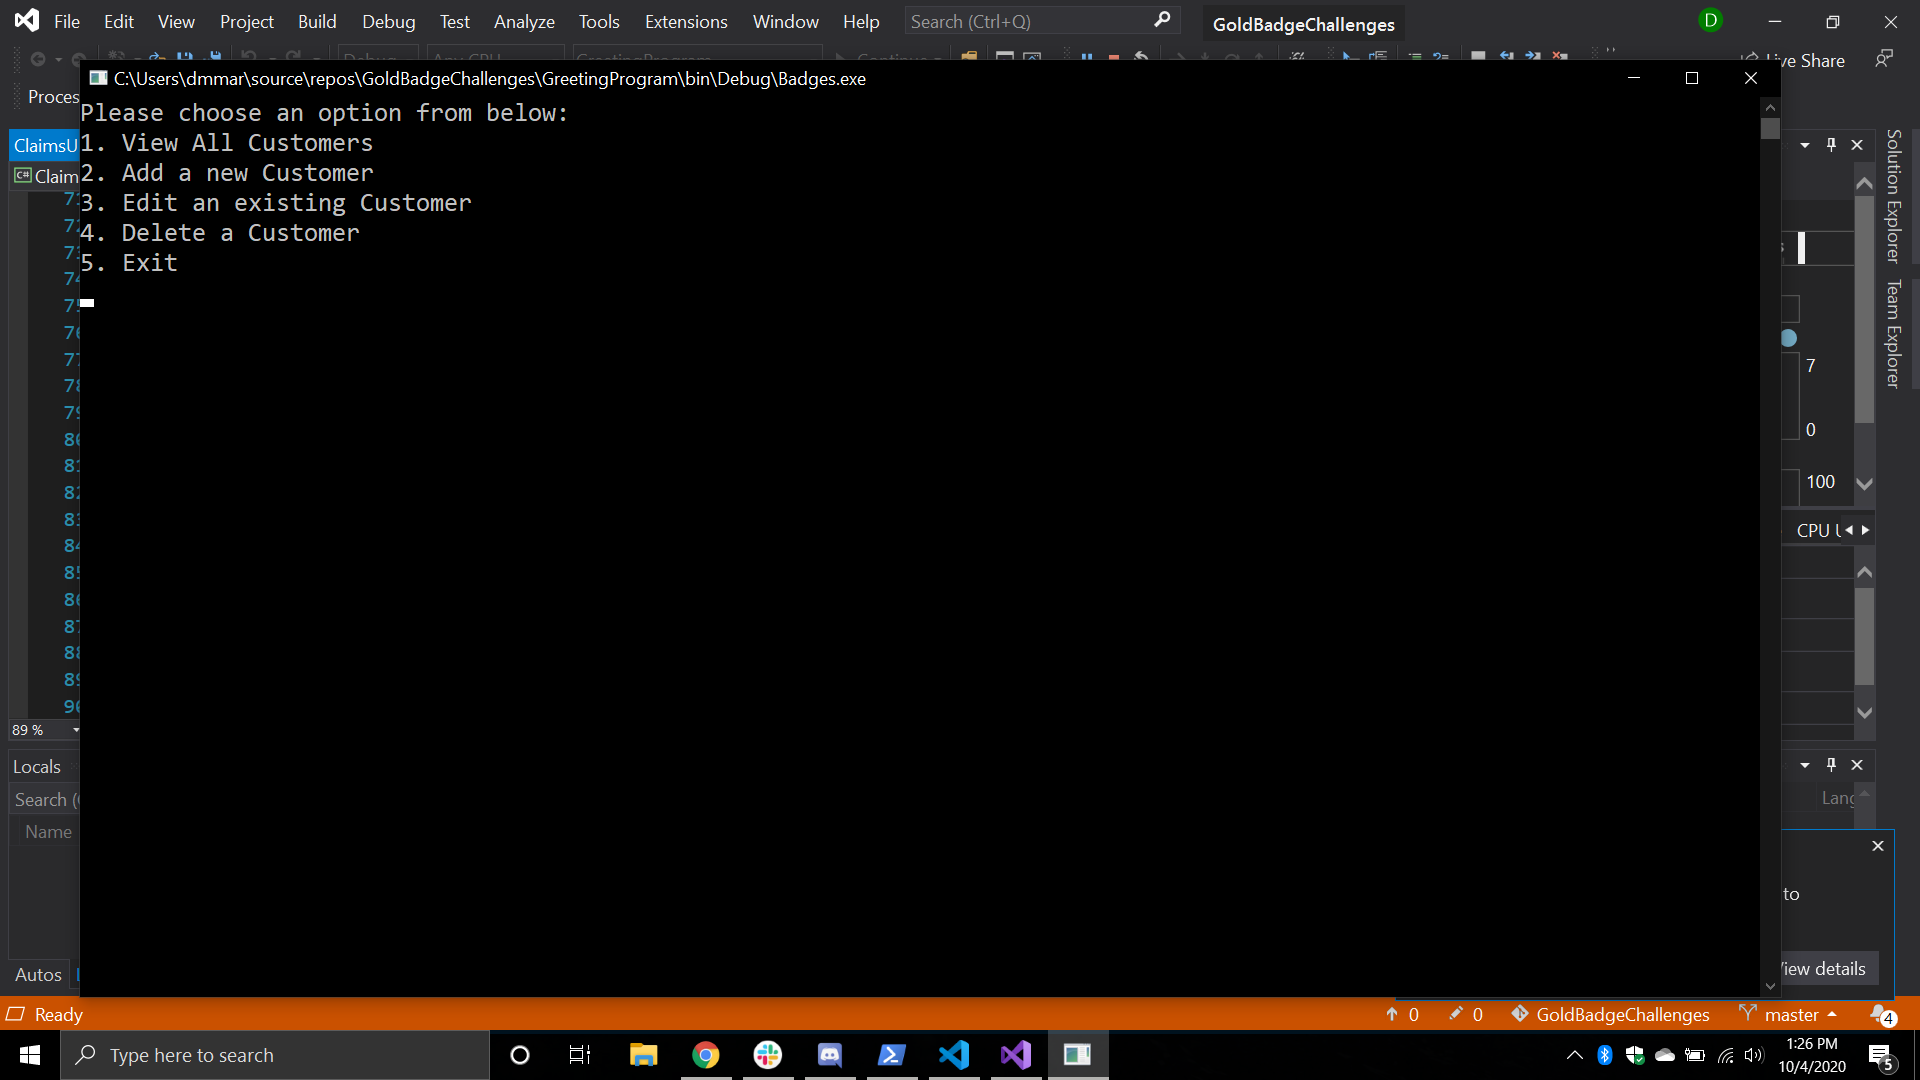 File Edit View Project Build Debug Test Analyze Tools Extensions Window Help Search (Ctrl+Q) GoldBadgeChallenges D
Live Share
C:\Users\dmmar\source\repos\GoldBadgeChallenges\GreetingProgram\bin\Debug\Badges.exe
Please choose an option from below:
1. View All Customers
2. Add a new Customer
3. Edit an existing Customer
4. Delete a Customer
5. Exit
Solution Explorer
Team Explorer
7
0
100
CPU
89 %
Locals
Search
Name
Lang
to
Autos
View details
Ready 0 0 GoldBadgeChallenges master 4
Type here to search
1:26 PM
10/4/2020
5